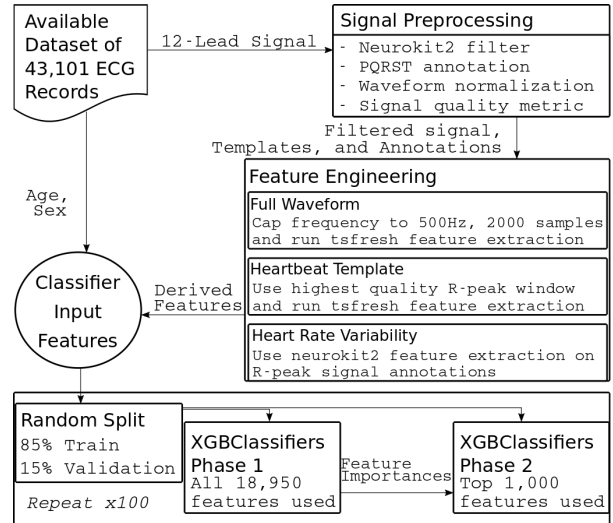 Available
Dataset of
43,101 ECG
Records
12-Lead Signal
Signal Preprocessing
- Neurokit2 filter
- PQRST annotation
- Waveform normalization
- Signal quality metric
Filtered signal,
Templates, and Annotations
Age,
Sex
Feature Engineering
Full Waveform
Cap frequency to 500Hz, 2000 samples
and run tsfresh feature extraction
Heartbeat Template
Use highest quality R-peak window
and run tsfresh feature extraction
Heart Rate Variability
Use neurokit2 feature extraction on
R-peak signal annotations
Derived
Features
Classifier
Input
Features
Random Split
85% Train
15% Validation
Repeat x100
XGBClassifiers
Phase 1
All 18,950
features used
Feature
Importances
XGBClassifiers
Phase 2
Top 1,000
features used